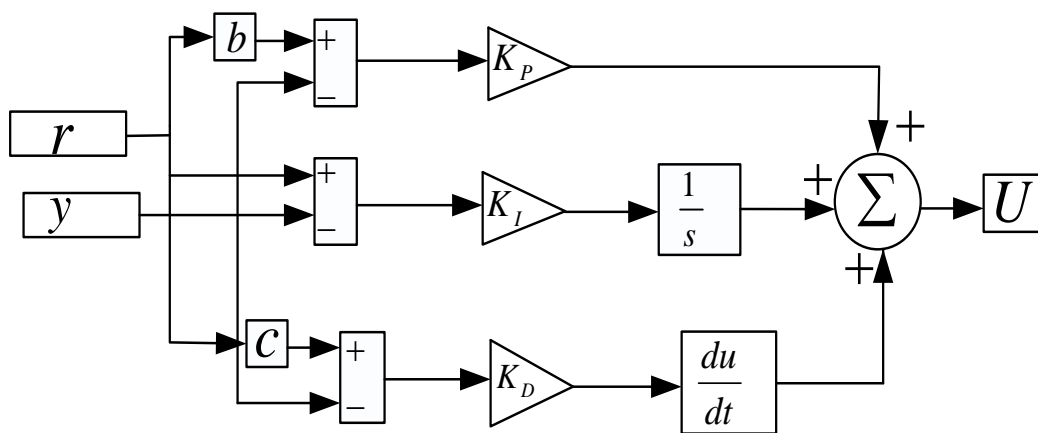 b
+
−
K_P
r
+
+
−
y
K_I
1/s
+
Σ
U
+
c
+
−
K_D
du/dt